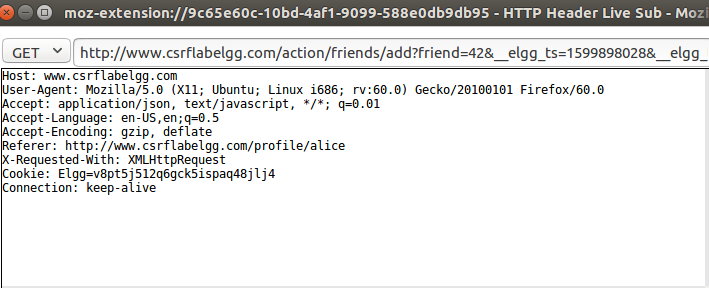 moz-extension://9c65e60c-10bd-4af1-9099-588e0db9db95 - HTTP Header Live Sub - Mozi
GET http://www.csrflabelgg.com/action/friends/add?friend=42&__elgg_ts=1599898028&__elgg_
Host: www.csrflabelgg.com
User-Agent: Mozilla/5.0 (X11; Ubuntu; Linux i686; rv:60.0) Gecko/20100101 Firefox/60.0
Accept: application/json, text/javascript, */*; q=0.01
Accept-Language: en-US,en;q=0.5
Accept-Encoding: gzip, deflate
Referer: http://www.csrflabelgg.com/profile/alice
X-Requested-With: XMLHttpRequest
Cookie: Elgg=v8pt5j512q6gck5ispaq48jlj4
Connection: keep-alive